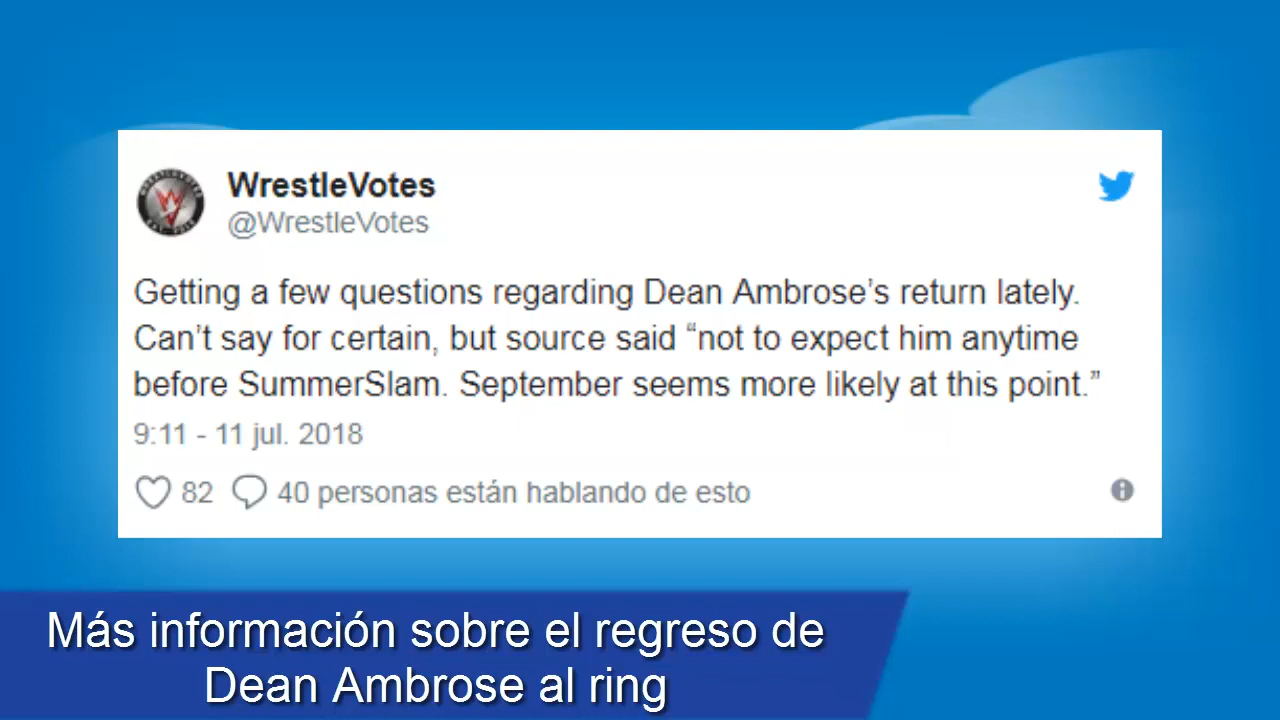 WrestleVotes
@WrestleVotes
Getting a few questions regarding Dean Ambrose’s return lately.
Can’t say for certain, but source said “not to expect him anytime
before SummerSlam. September seems more likely at this point.”
9:11 - 11 jul. 2018
82 40 personas están hablando de esto
Más información sobre el regreso de
Dean Ambrose al ring